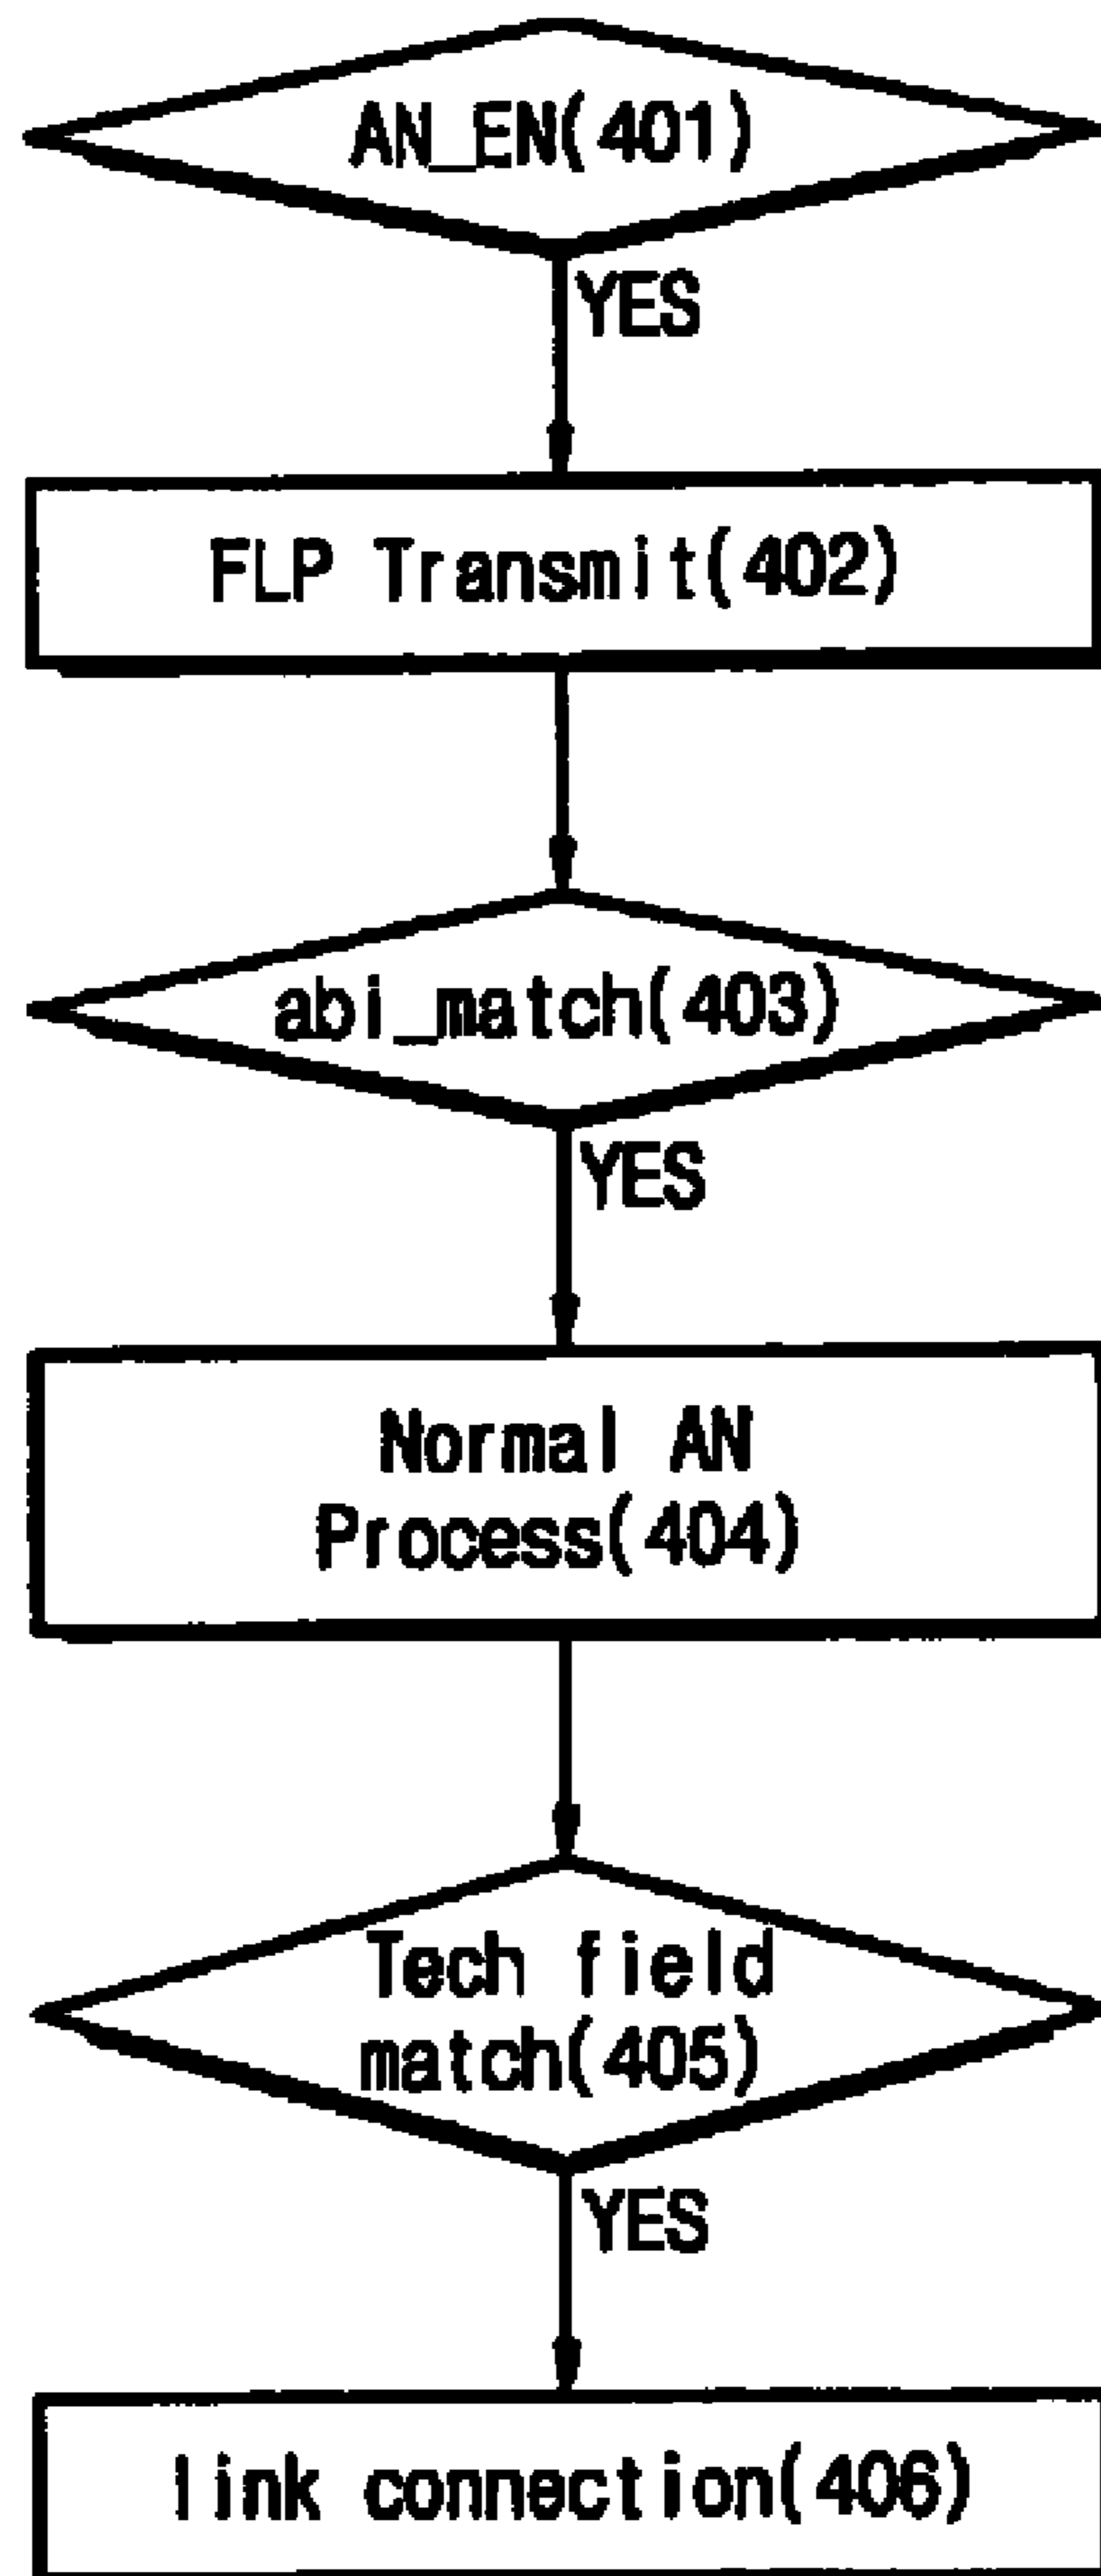 AN_EN(401)
YES
FLP Transmit(402)
abi_match(403)
YES
Normal AN
Process(404)
Tech field
match(405)
YES
link connection(406)